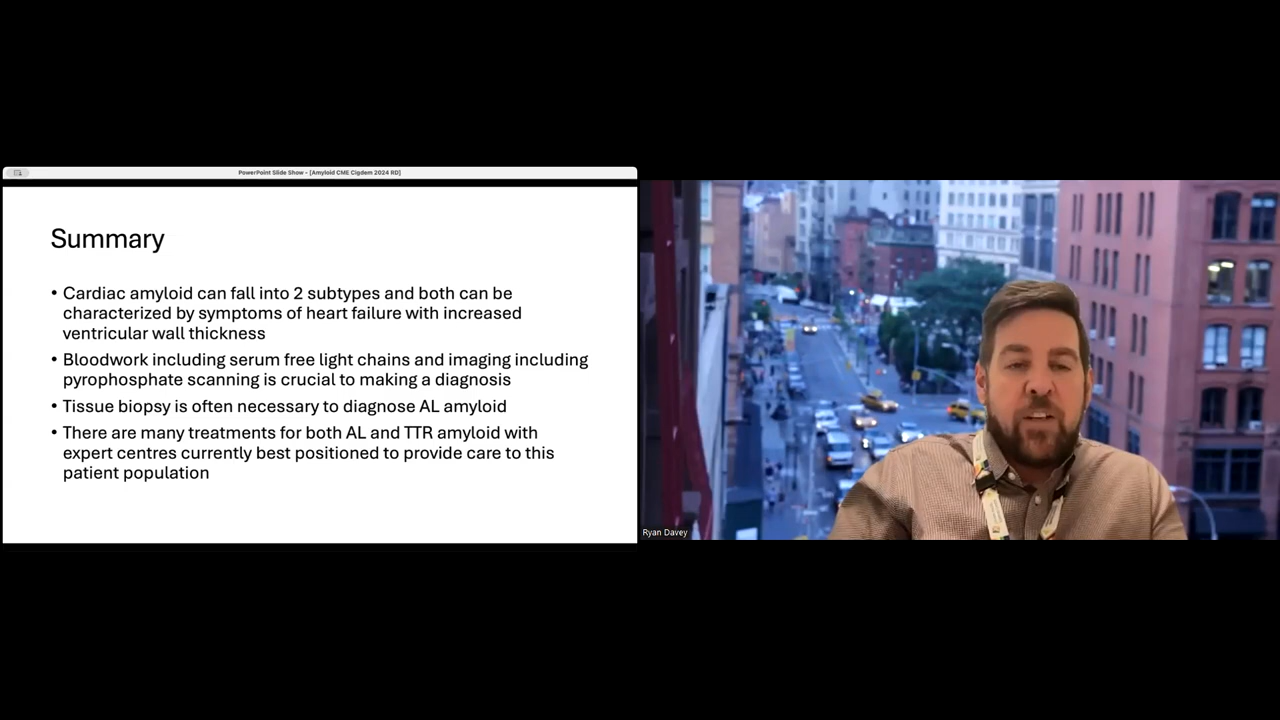 PowerPoint Slide Show - [Amyloid CME Cigdem 2024 RD]
Summary
• Cardiac amyloid can fall into 2 subtypes and both can be
characterized by symptoms of heart failure with increased
ventricular wall thickness
• Bloodwork including serum free light chains and imaging including
pyrophosphate scanning is crucial to making a diagnosis
• Tissue biopsy is often necessary to diagnose AL amyloid
• There are many treatments for both AL and TTR amyloid with
expert centres currently best positioned to provide care to this
patient population
Ryan Davey